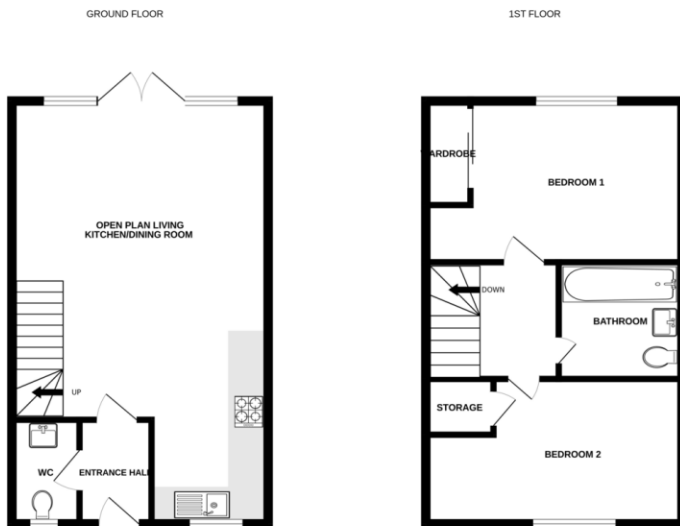 GROUND FLOOR
1ST FLOOR
WARDROBE
BEDROOM 1
OPEN PLAN LIVING
KITCHEN/DINING ROOM
DOWN
BATHROOM
UP
STORAGE
WC
ENTRANCE HALL
BEDROOM 2